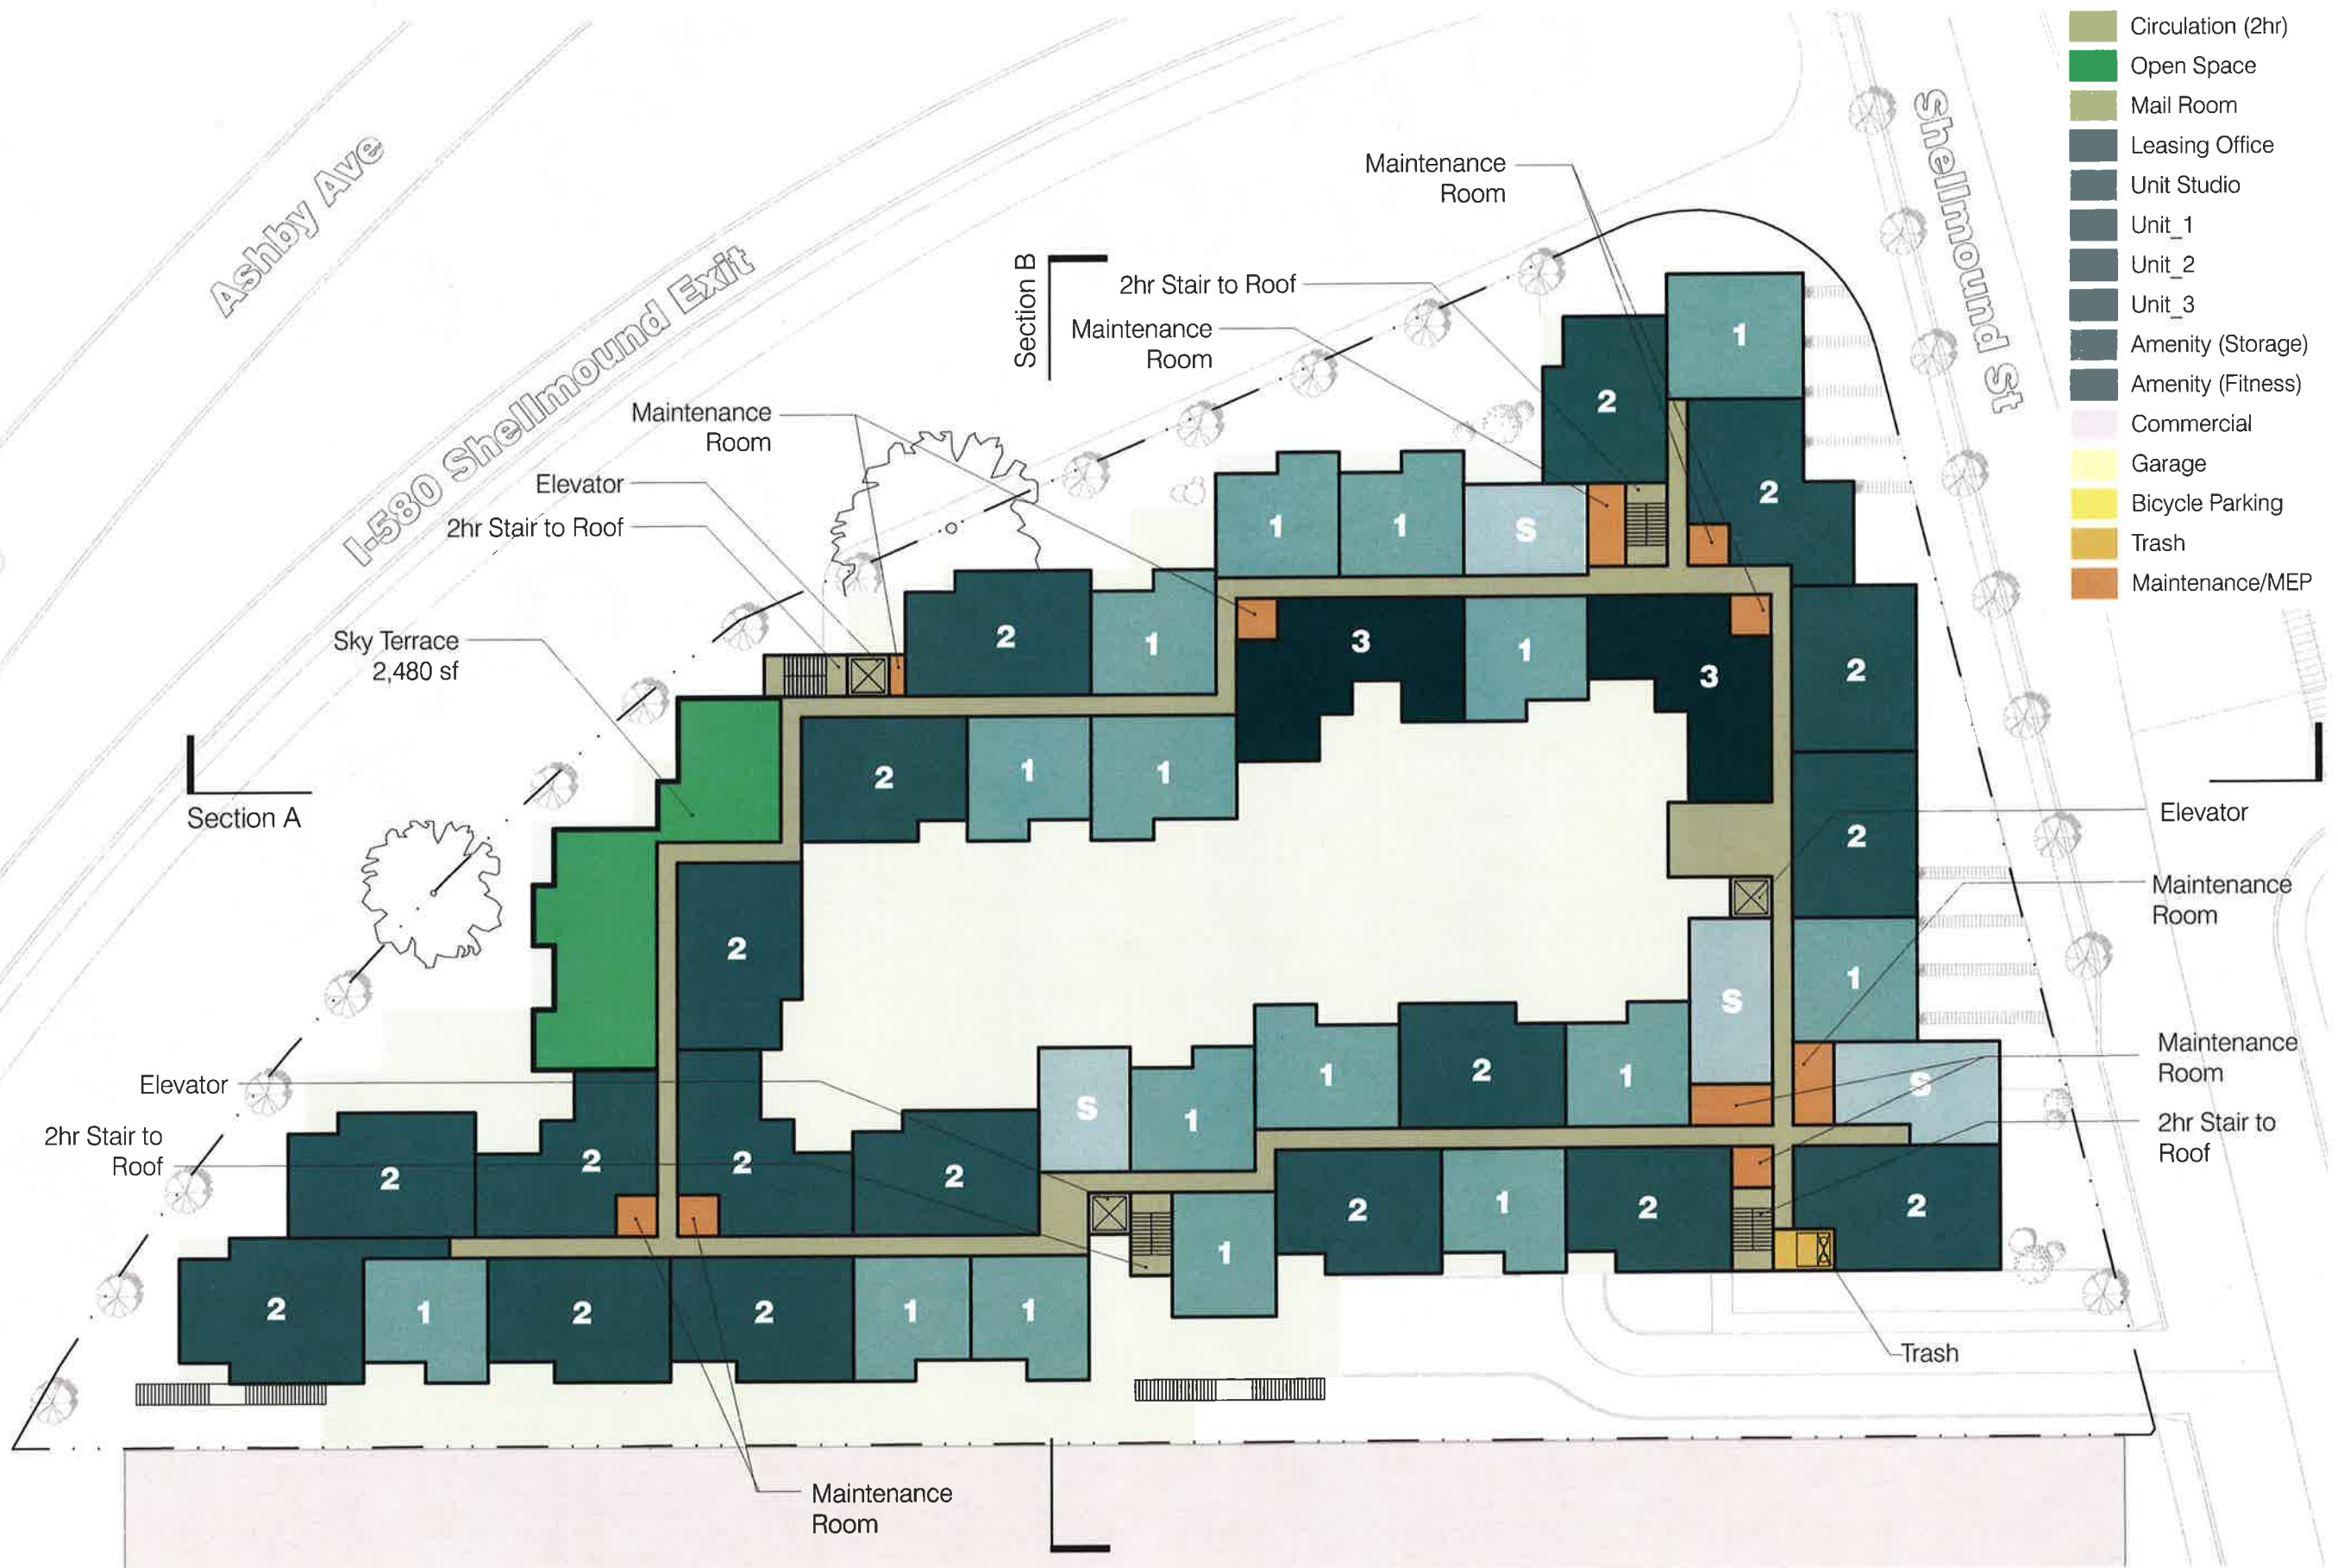 Circulation (2hr)
Open Space
Mail Room
Leasing Office
Unit Studio
Unit_1
Unit_2
Unit_3
Amenity (Storage)
Amenity (Fitness)
Commercial
Garage
Bicycle Parking
Trash
Maintenance/MEP
Ashby Ave
I-580 Shellmound Exit
Shellmound St
Maintenance
Room
Section B
2hr Stair to Roof
Maintenance
Room
Maintenance
Room
Elevator
2hr Stair to Roof
Sky Terrace
2,480 sf
Section A
Elevator
2hr Stair to
Roof
Elevator
Maintenance
Room
Maintenance
Room
2hr Stair to
Roof
Trash
Maintenance
Room
1
2
2
1
1
S
2
1
3
1
3
2
2
1
1
2
2
1
2
S
S
1
2
1
S
1
S
2
2
2
2
1
2
1
2
2
1
2
1
2
2
1
1